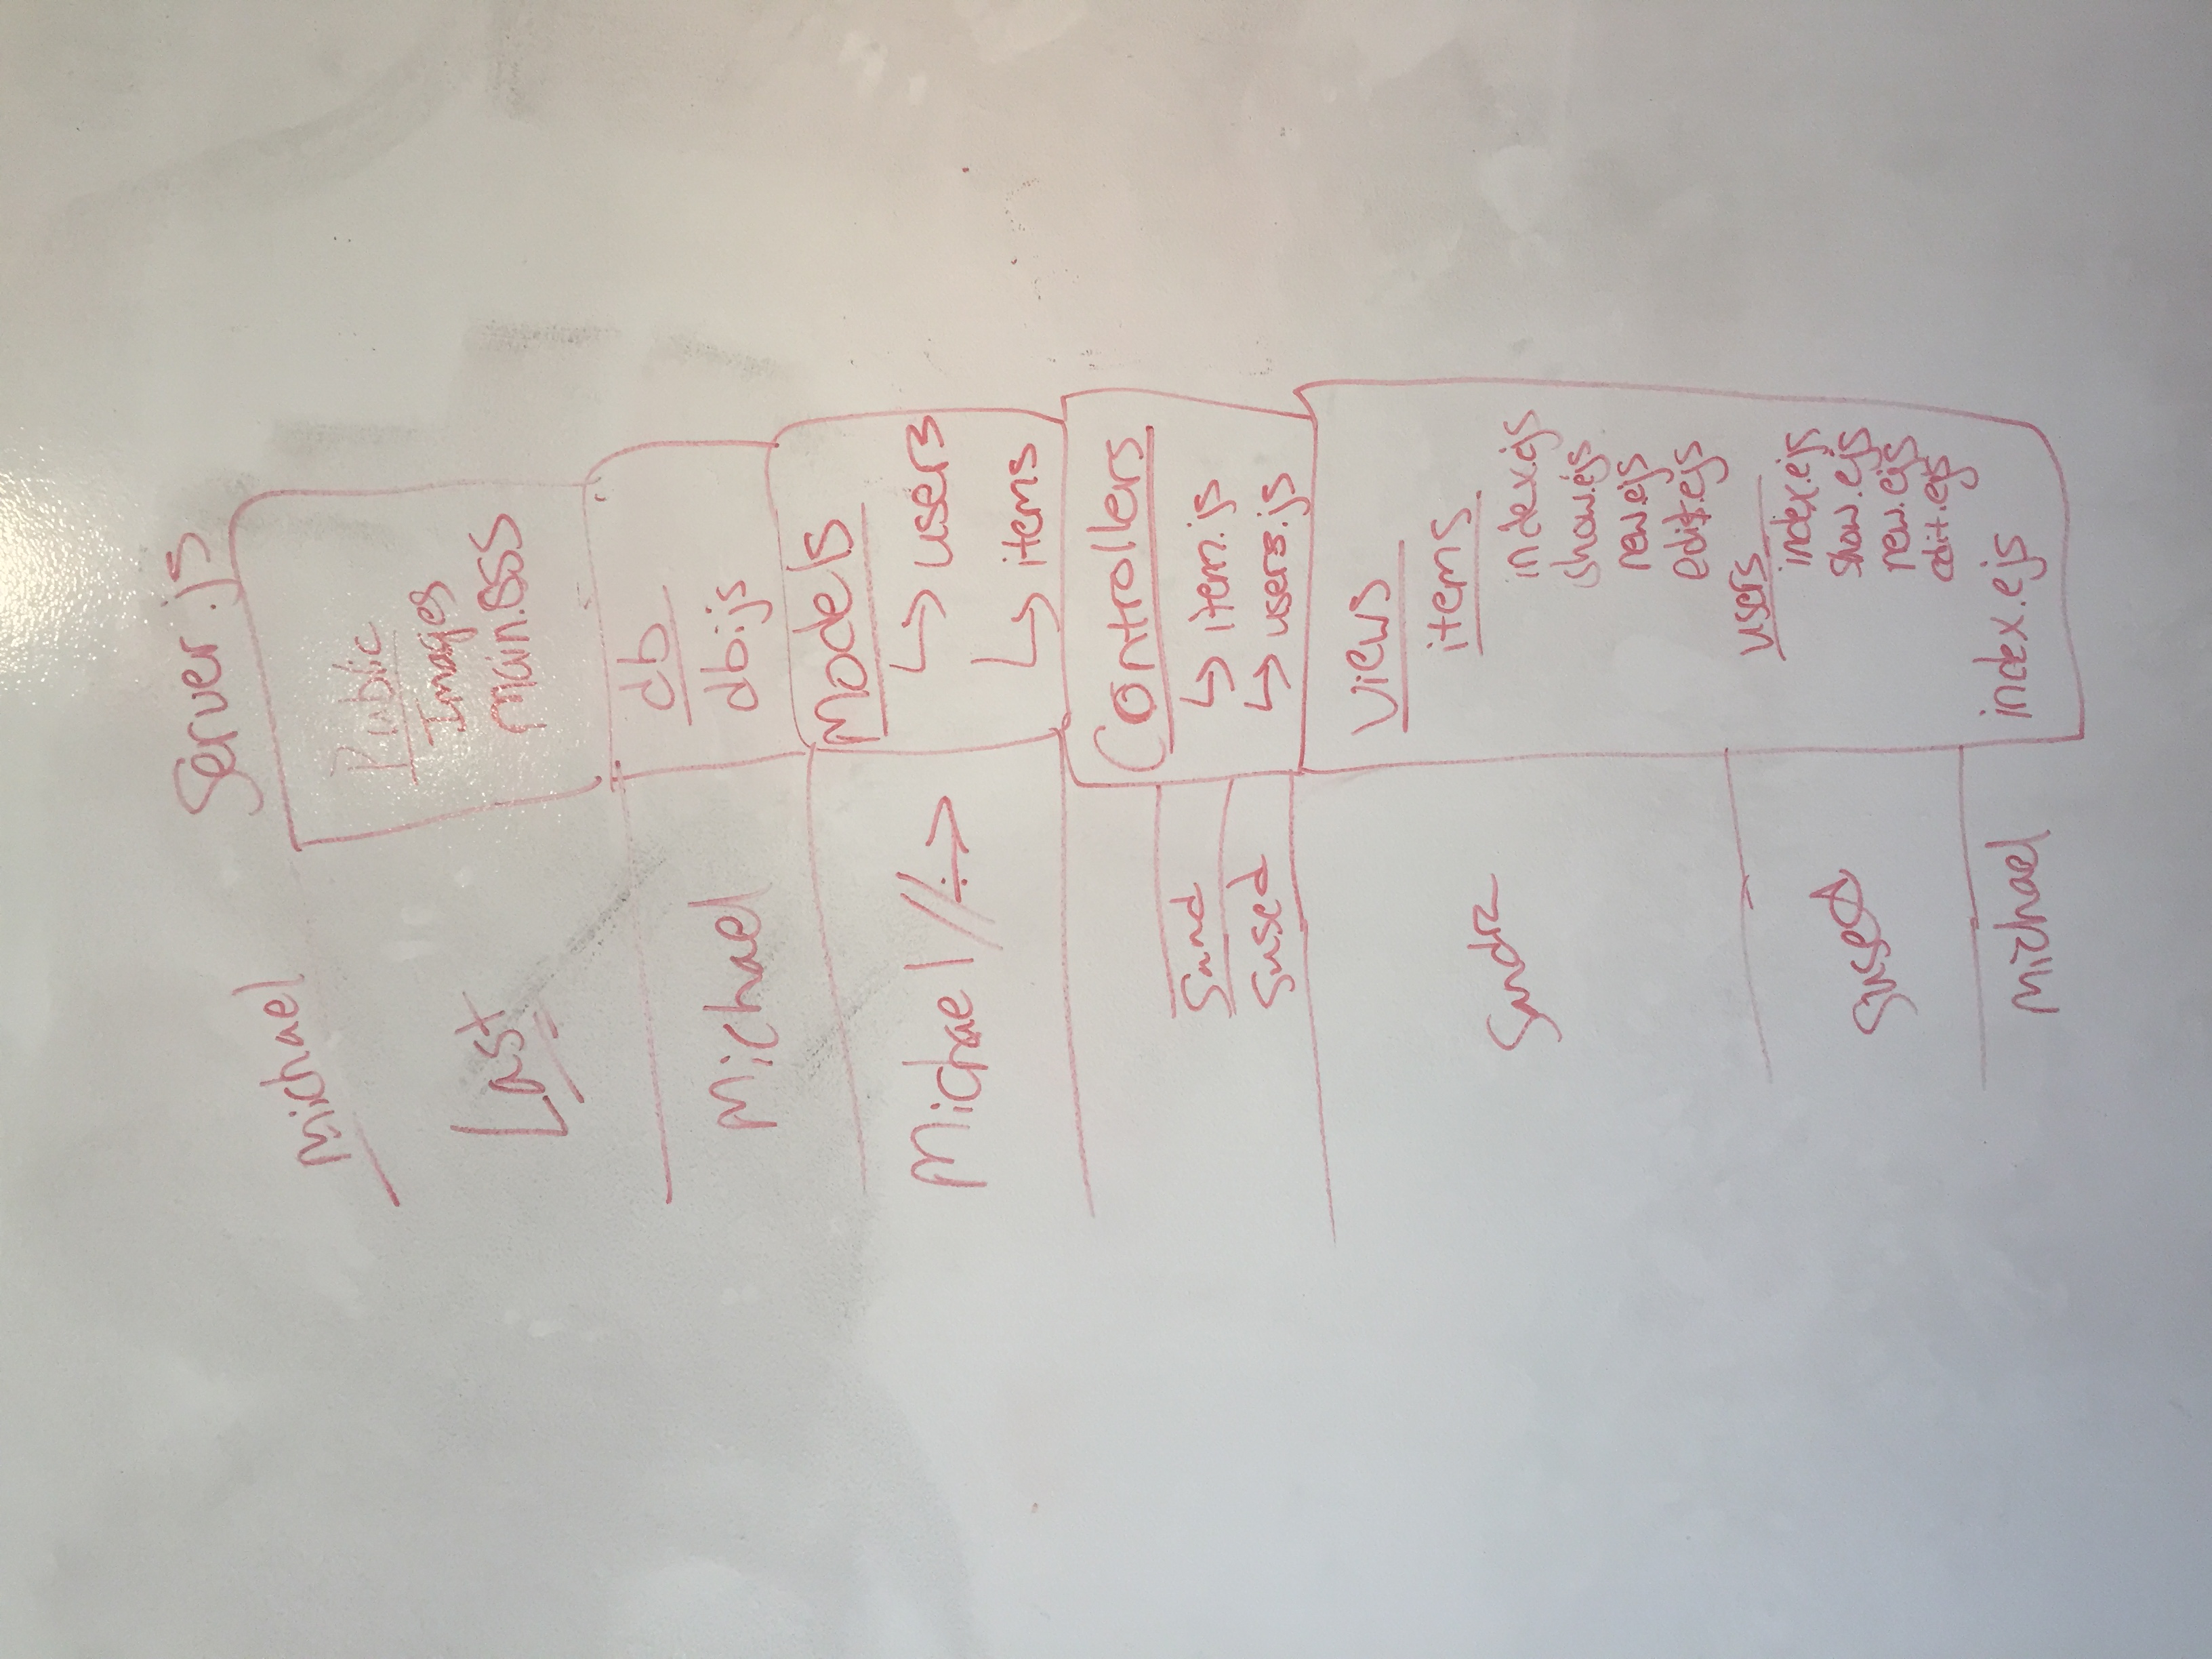 Server.js
Michael
Public
Images
Last
main.css
db
Michael
db.js
Models
Michael // →
↳ users
↳ items
Controllers
Sand
↳ item.js
Sused
↳ users.js
Views
items
Sandra
index.ejs
show.ejs
new.ejs
edit.ejs
users
index.ejs
Sused
show.ejs
new.ejs
edit.ejs
Michael
index.ejs